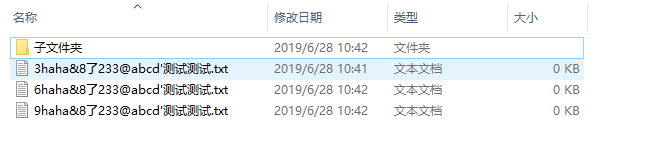 名称 修改日期 类型 大小
子文件夹 2019/6/28 10:42 文件夹
3haha&8了233@abcd'测试测试.txt 2019/6/28 10:41 文本文档 0 KB
6haha&8了233@abcd'测试测试.txt 2019/6/28 10:42 文本文档 0 KB
9haha&8了233@abcd'测试测试.txt 2019/6/28 10:42 文本文档 0 KB